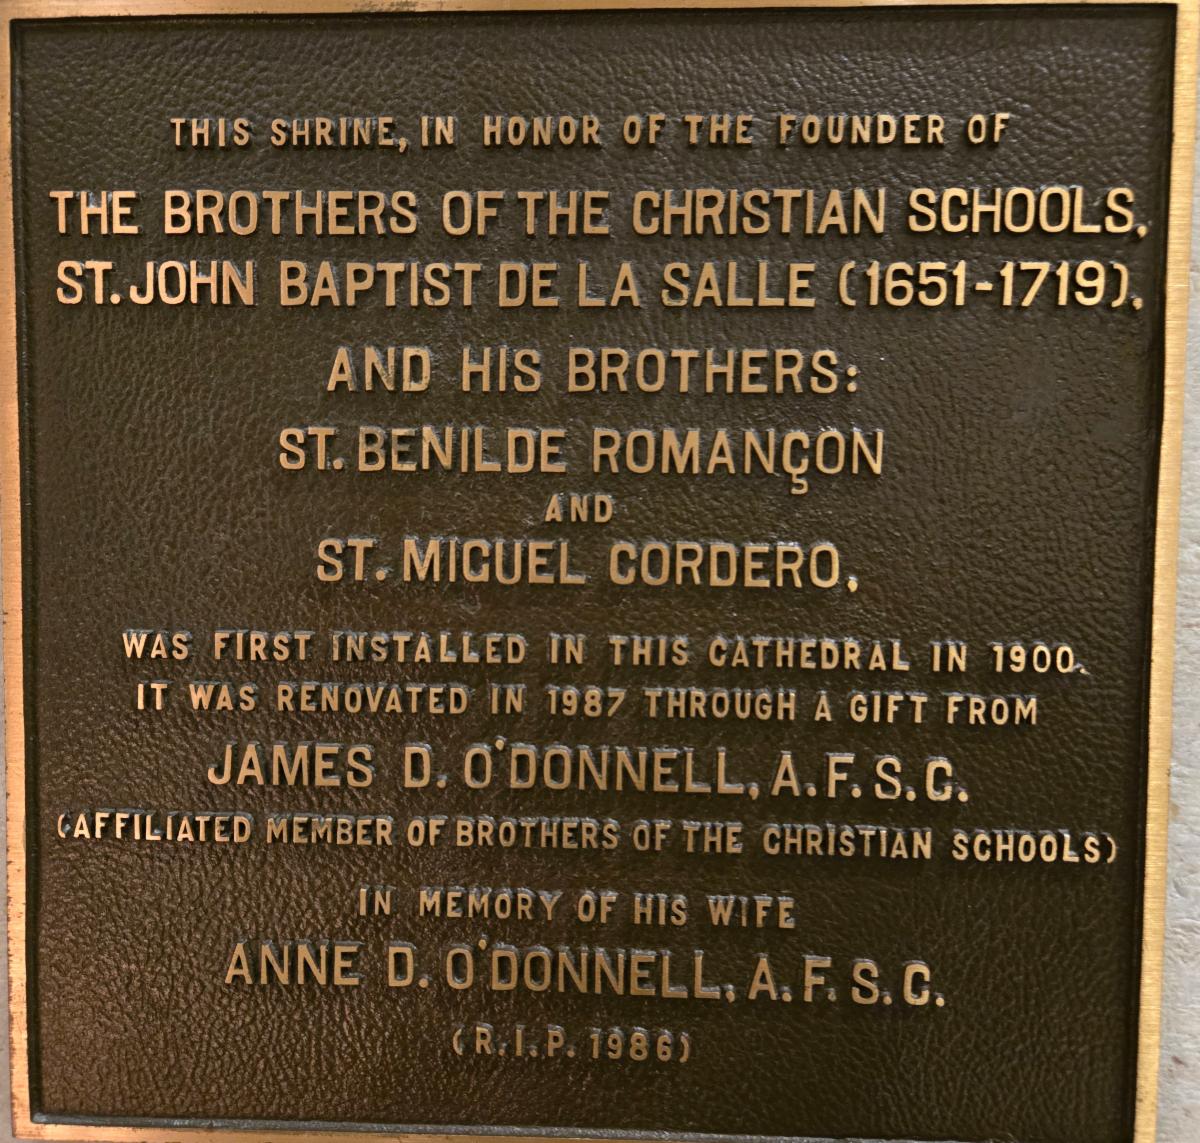 THIS SHRINE, IN HONOR OF THE FOUNDER OF
THE BROTHERS OF THE CHRISTIAN SCHOOLS,
ST. JOHN BAPTIST DE LA SALLE (1651-1719),
AND HIS BROTHERS:
ST. BENILDE ROMANÇON
AND
ST. MIGUEL CORDERO,
WAS FIRST INSTALLED IN THIS CATHEDRAL IN 1900.
IT WAS RENOVATED IN 1987 THROUGH A GIFT FROM
JAMES D. O'DONNELL, A.F.S.C.
(AFFILIATED MEMBER OF BROTHERS OF THE CHRISTIAN SCHOOLS)
IN MEMORY OF HIS WIFE
ANNE D. O'DONNELL, A.F.S.C.
(R.I.P. 1986)